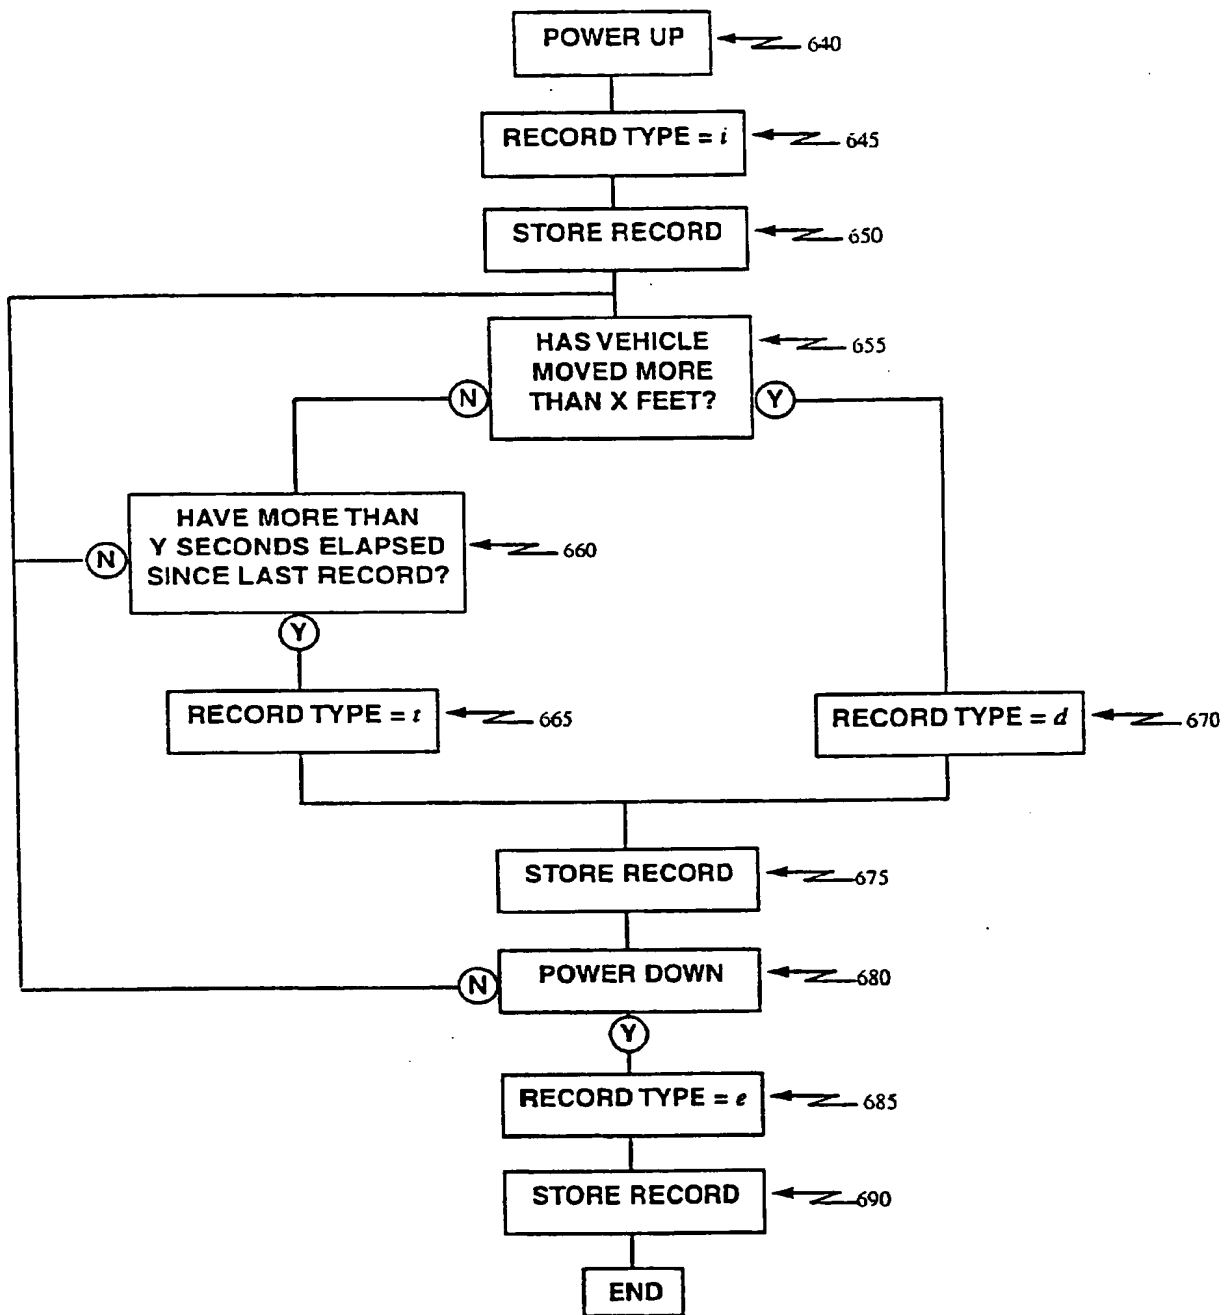 POWER UP
640
RECORD TYPE = i
645
STORE RECORD
650
HAS VEHICLE
MOVED MORE
THAN X FEET?
655
N
Y
HAVE MORE THAN
Y SECONDS ELAPSED
SINCE LAST RECORD?
660
N
Y
RECORD TYPE = t
665
RECORD TYPE = d
670
STORE RECORD
675
POWER DOWN
680
N
Y
RECORD TYPE = e
685
STORE RECORD
690
END